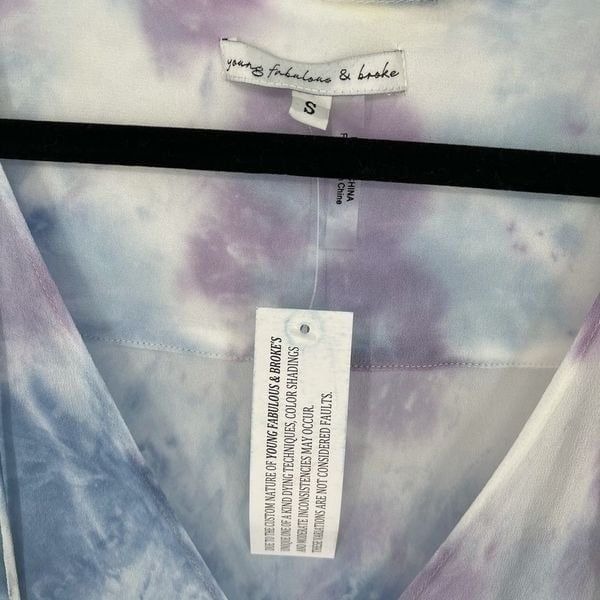 young fabulous & broke
S
CHINA
China
DUE TO THE CUSTOM NATURE OF YOUNG FABULOUS & BROKE'S
UNIQUE ONE OF A KIND DYING TECHNIQUES, COLOR SHADINGS
AND MODERATE INCONSISTENCIES MAY OCCUR.
THESE VARIATIONS ARE NOT CONSIDERED FAULTS.